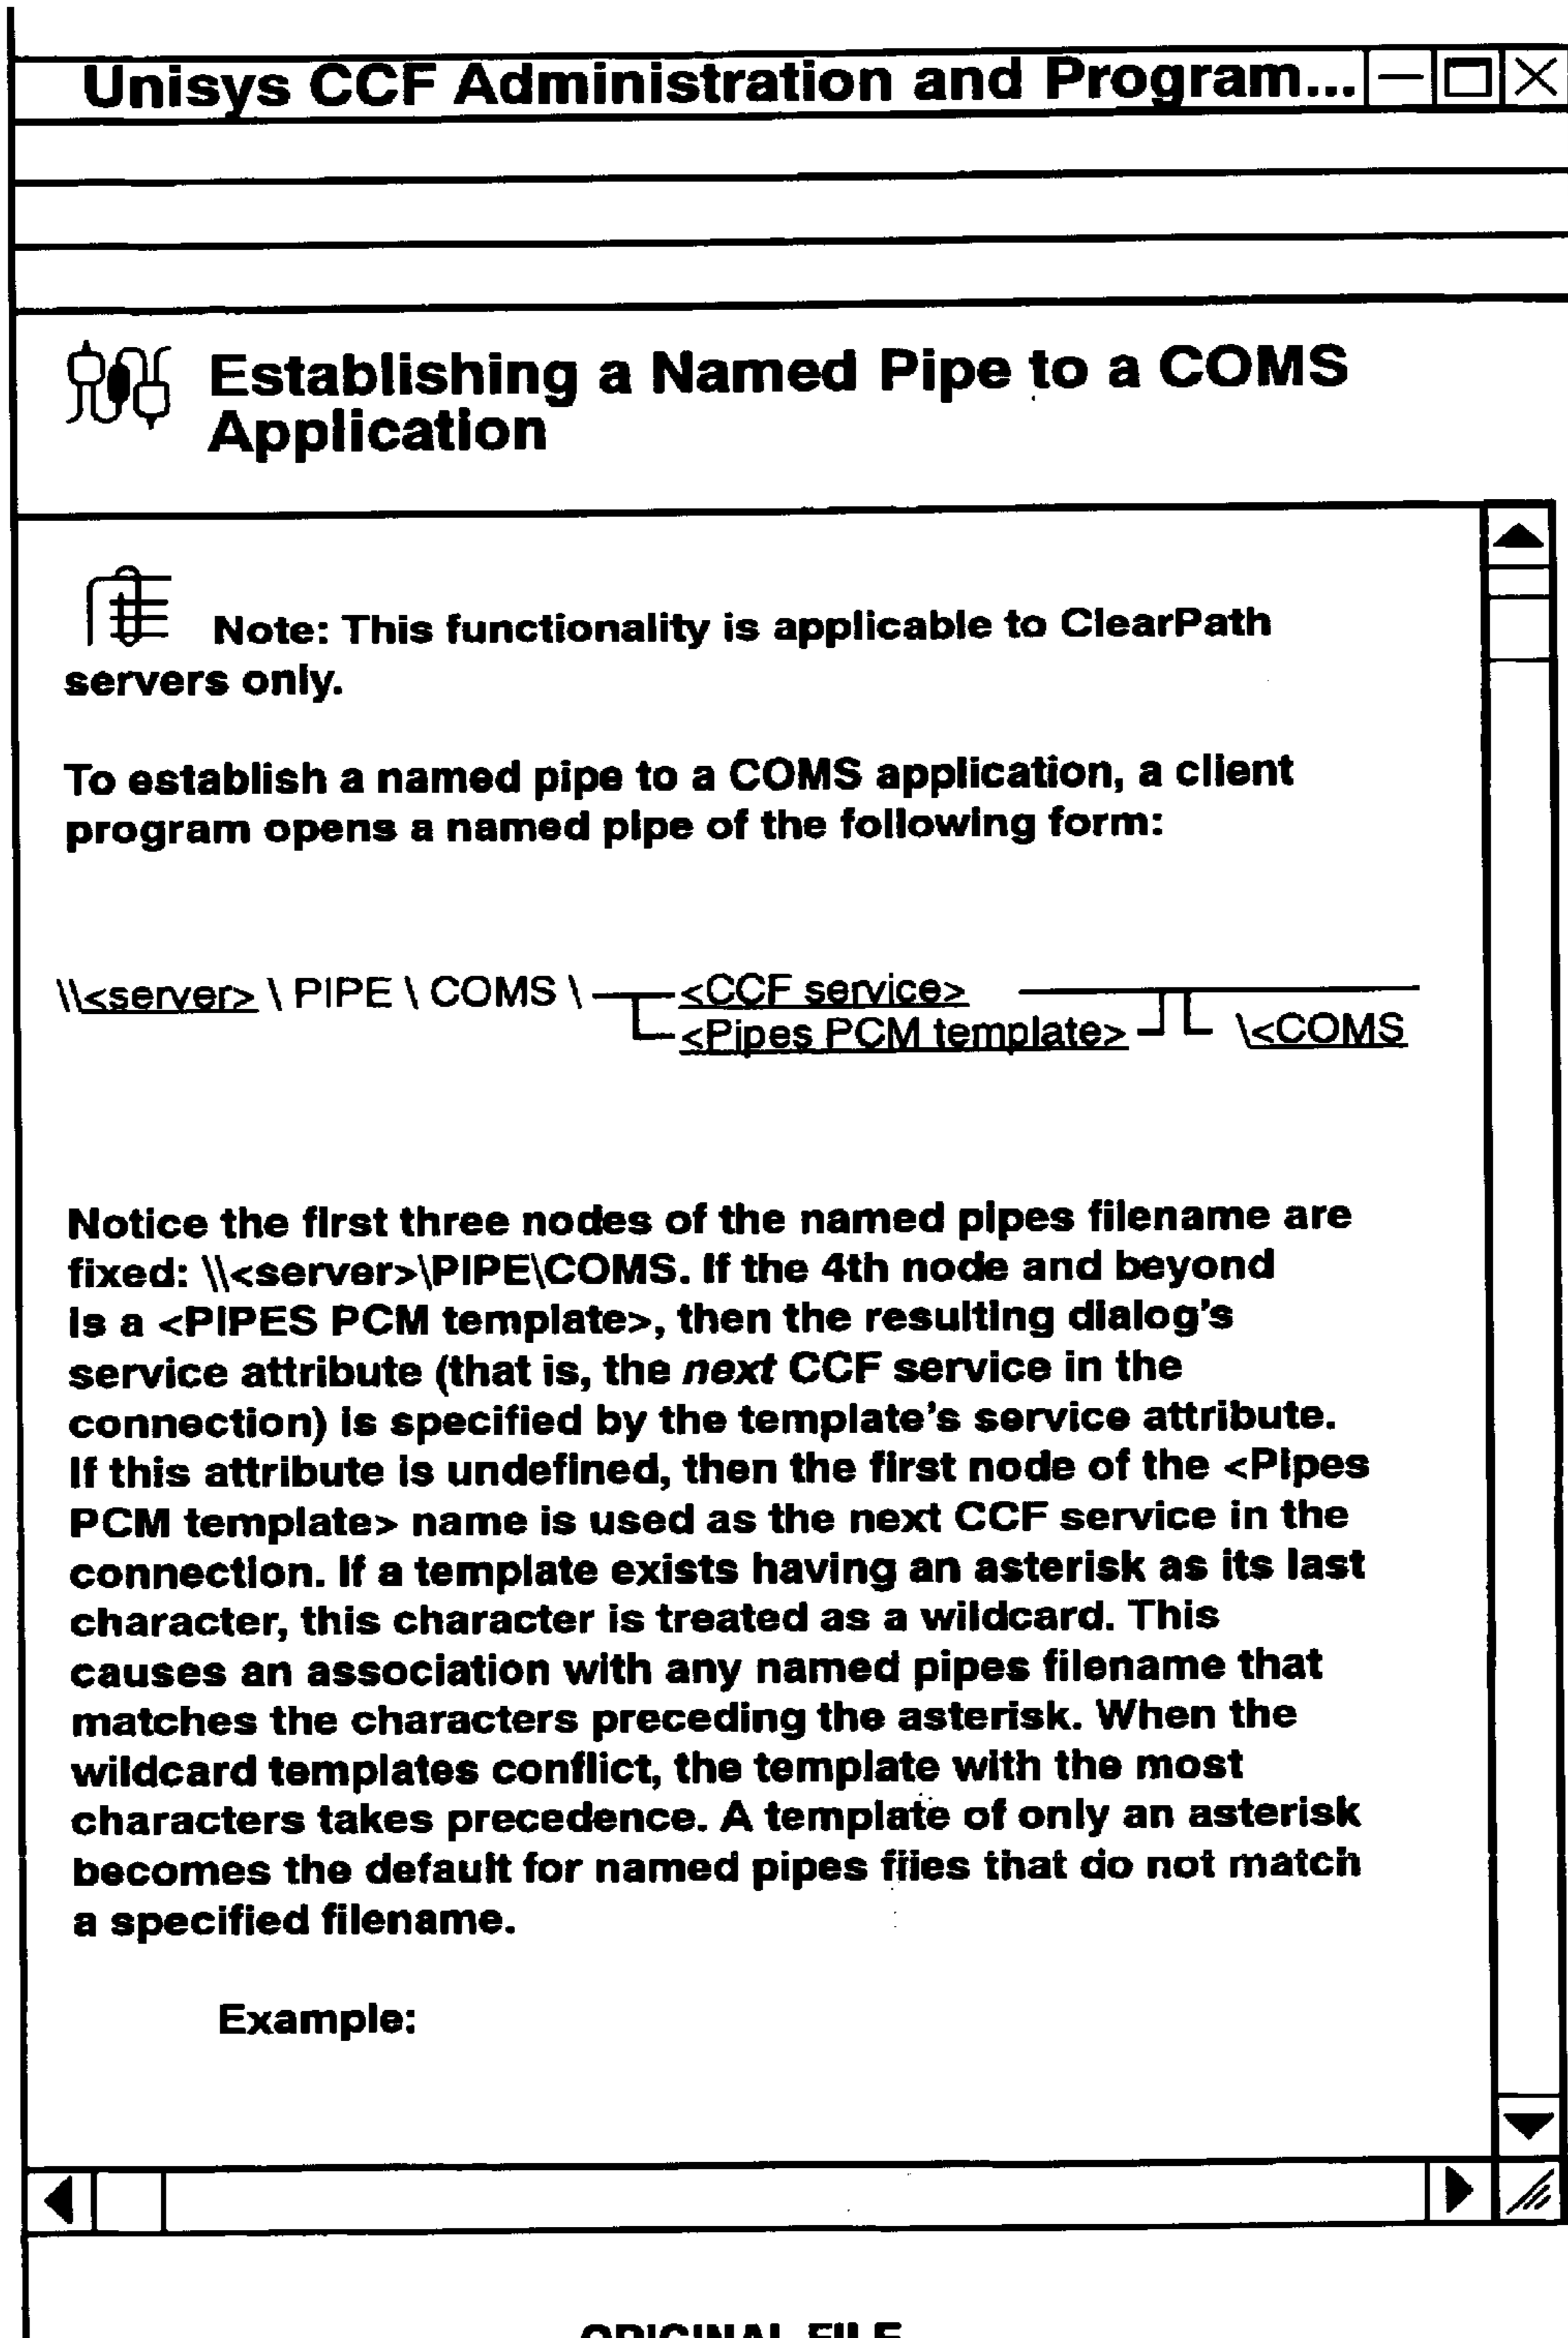 Unisys CCF Administration and Program...
Establishing a Named Pipe to a COMS
Application
Note: This functionality is applicable to ClearPath
servers only.
To establish a named pipe to a COMS application, a client
program opens a named pipe of the following form:
\\<server> \ PIPE \ COMS \ <CCF service>
<Pipes PCM template> \<COMS
Notice the first three nodes of the named pipes filename are
fixed: \\<server>\PIPE\COMS. If the 4th node and beyond
is a <PIPES PCM template>, then the resulting dialog's
service attribute (that is, the next CCF service in the
connection) is specified by the template's service attribute.
If this attribute is undefined, then the first node of the <Pipes
PCM template> name is used as the next CCF service in the
connection. If a template exists having an asterisk as its last
character, this character is treated as a wildcard. This
causes an association with any named pipes filename that
matches the characters preceding the asterisk. When the
wildcard templates conflict, the template with the most
characters takes precedence. A template of only an asterisk
becomes the default for named pipes files that do not match
a specified filename.
Example:
ORIGINAL FILE